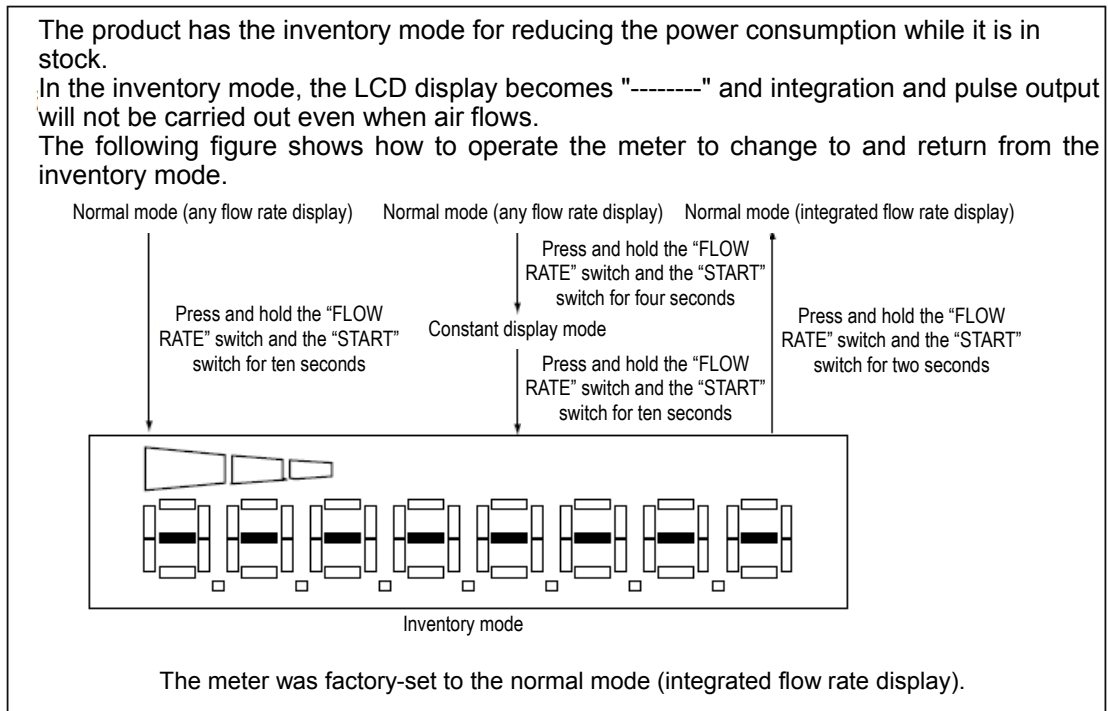 The product has the inventory mode for reducing the power consumption while it is in
stock.
In the inventory mode, the LCD display becomes "--------" and integration and pulse output
will not be carried out even when air flows.
The following figure shows how to operate the meter to change to and return from the
inventory mode.
Normal mode (any flow rate display)
Normal mode (any flow rate display)
Normal mode (integrated flow rate display)
Press and hold the “FLOW
RATE” switch and the “START”
switch for ten seconds
Press and hold the “FLOW
RATE” switch and the “START”
switch for four seconds
Constant display mode
Press and hold the “FLOW
RATE” switch and the “START”
switch for ten seconds
Press and hold the “FLOW
RATE” switch and the “START”
switch for two seconds
--------
Inventory mode
The meter was factory-set to the normal mode (integrated flow rate display).